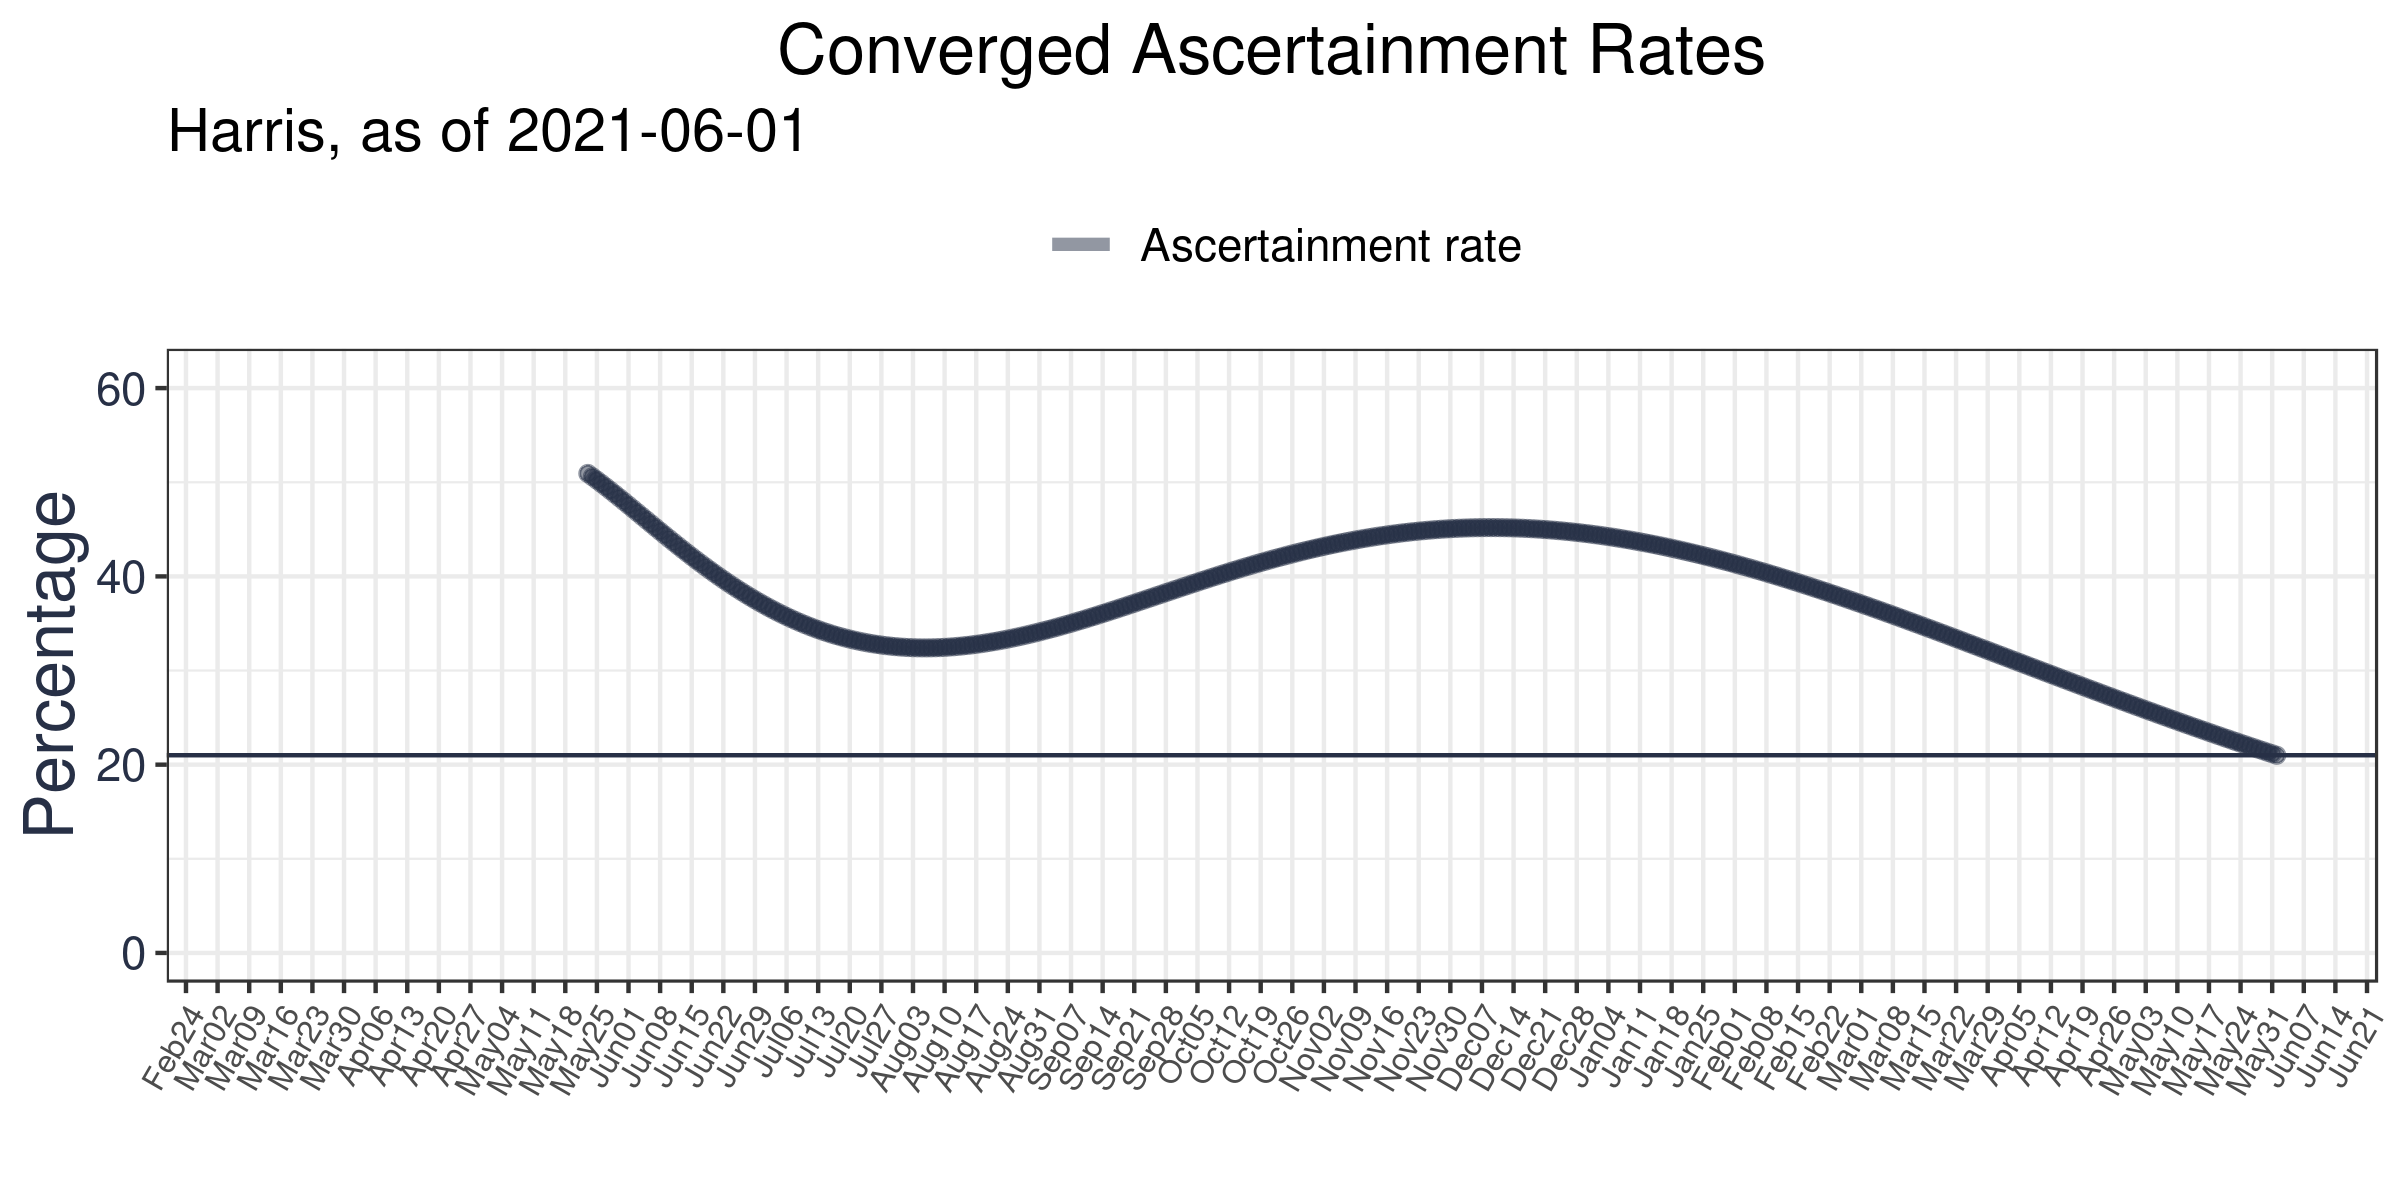 Converged Ascertainment Rates
Harris, as of 2021-06-01
Ascertainment rate
Percentage
60
40
20
0
Feb24 Mar02 Mar09 Mar16 Mar23 Mar30 Apr06 Apr13 Apr20 Apr27 May04 May11 May18 May25 Jun01 Jun08 Jun15 Jun22 Jun29 Jul06 Jul13 Jul20 Jul27 Aug03 Aug10 Aug17 Aug24 Aug31 Sep07 Sep14 Sep21 Sep28 Oct05 Oct12 Oct19 Oct26 Nov02 Nov09 Nov16 Nov23 Nov30 Dec07 Dec14 Dec21 Dec28 Jan04 Jan11 Jan18 Jan25 Feb01 Feb08 Feb15 Feb22 Mar01 Mar08 Mar15 Mar22 Mar29 Apr05 Apr12 Apr19 Apr26 May03 May10 May17 May24 May31 Jun07 Jun14 Jun21